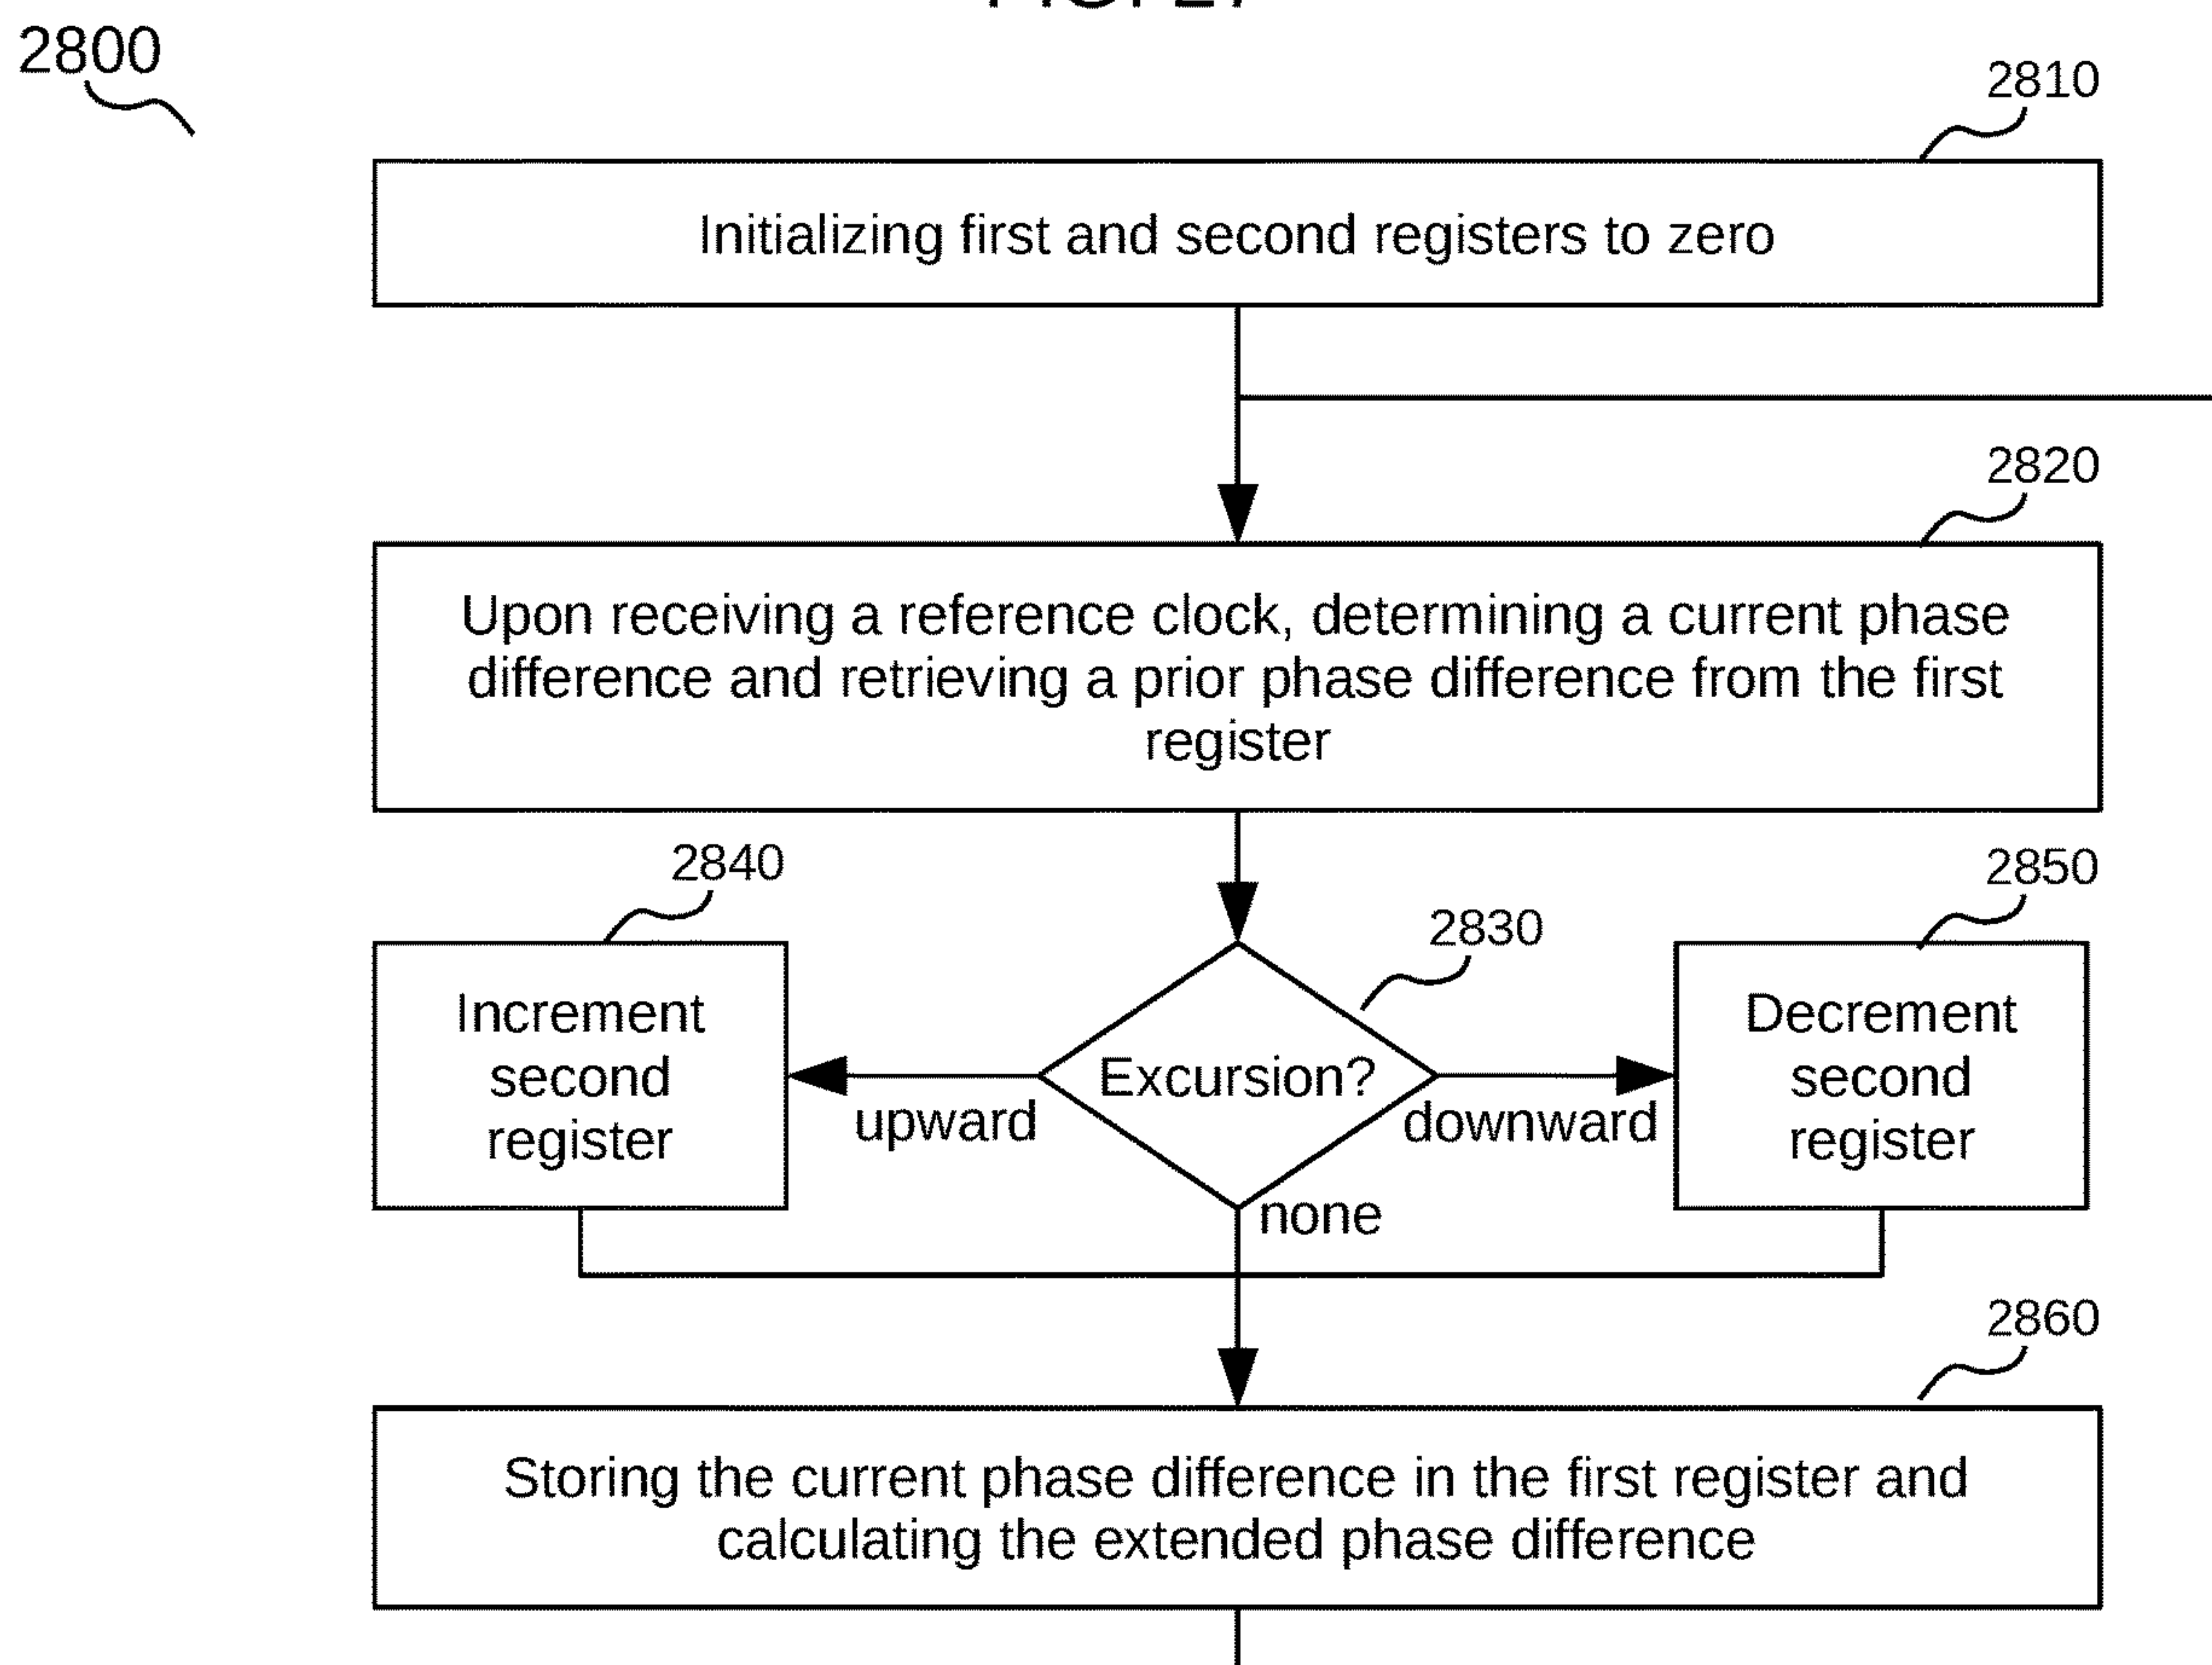 2800
2810
Initializing first and second registers to zero
2820
Upon receiving a reference clock, determining a current phase
difference and retrieving a prior phase difference from the first
register
2840
2850
2830
Increment
second
register
Excursion?
upward
downward
none
Decrement
second
register
2860
Storing the current phase difference in the first register and
calculating the extended phase difference